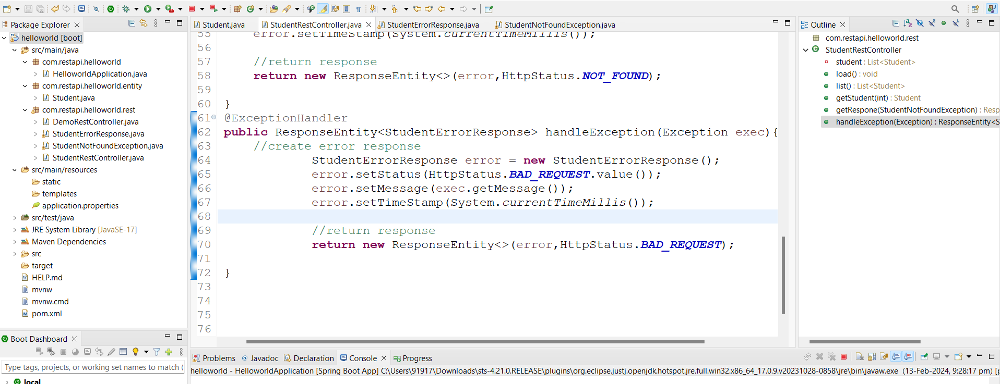 Package Explorer
helloworld [boot]
src/main/java
com.restapi.helloworld
HelloworldApplication.java
com.restapi.helloworld.entity
Student.java
com.restapi.helloworld.rest
DemoRestController.java
StudentErrorResponse.java
StudentNotFoundException.java
StudentRestController.java
src/main/resources
static
templates
application.properties
src/test/java
JRE System Library [JavaSE-17]
Maven Dependencies
src
target
HELP.md
mvnw
mvnw.cmd
pom.xml
Boot Dashboard
Type tags, projects, or working set names to match (
local
Student.java StudentRestController.java StudentErrorResponse.java StudentNotFoundException.java
55 error.setTimeStamp(System.currentTimeMillis());
56
57 //return response
58 return new ResponseEntity<>(error,HttpStatus.NOT_FOUND);
59
60 }
61 @ExceptionHandler
62 public ResponseEntity<StudentErrorResponse> handleException(Exception exec){
63 //create error response
64 StudentErrorResponse error = new StudentErrorResponse();
65 error.setStatus(HttpStatus.BAD_REQUEST.value());
66 error.setMessage(exec.getMessage());
67 error.setTimeStamp(System.currentTimeMillis());
68
69 //return response
70 return new ResponseEntity<>(error,HttpStatus.BAD_REQUEST);
71
72 }
73
74
75
76
Outline
com.restapi.helloworld.rest
StudentRestController
student : List<Student>
load() : void
list() : List<Student>
getStudent(int) : Student
getRespone(StudentNotFoundException) : Resp
handleException(Exception) : ResponseEntity<S
Problems @ Javadoc Declaration Console Progress
helloworld - HelloworldApplication [Spring Boot App] C:\Users\91917\Downloads\sts-4.21.0.RELEASE\plugins\org.eclipse.justj.openjdk.hotspot.jre.full.win32.x86_64_17.0.9.v20231028-0858\jre\bin\javaw.exe (13-Feb-2024, 9:28:17 pm) [p